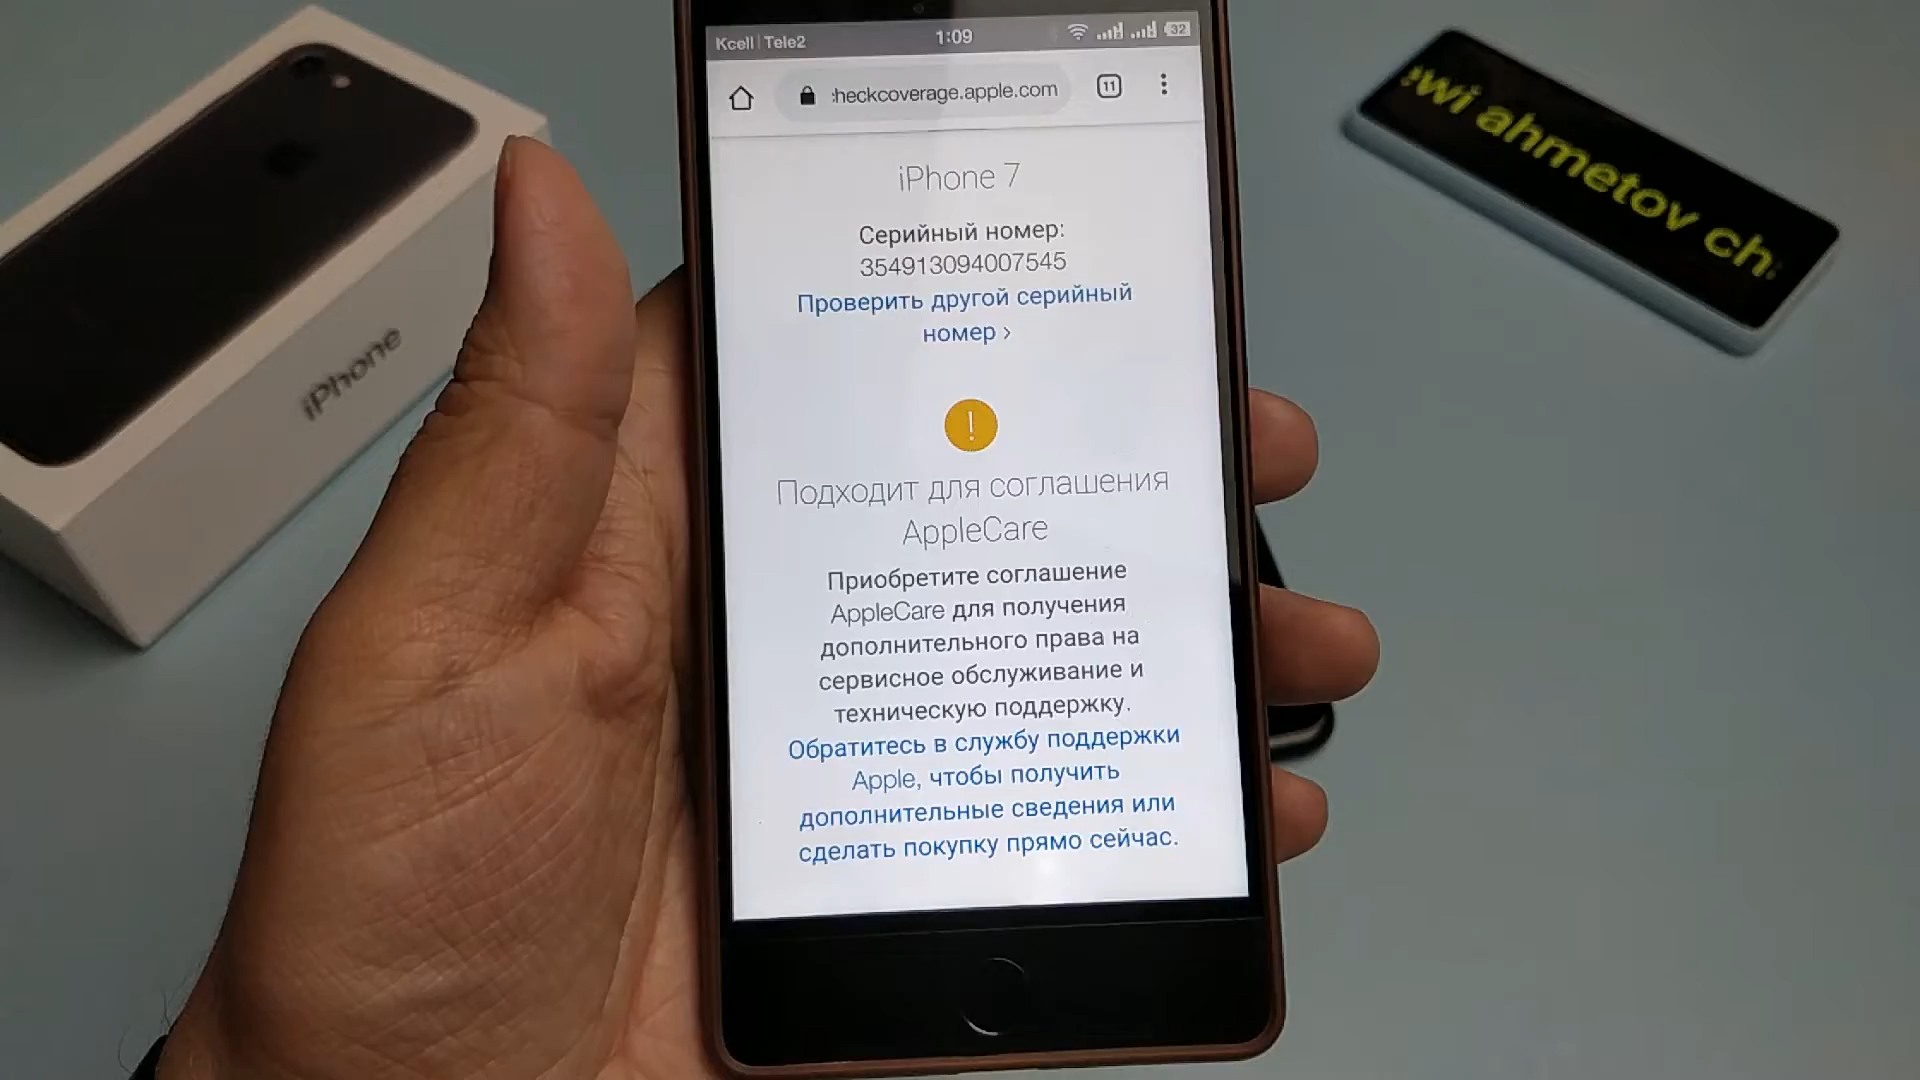 Kcell | Tele2
1:09
32
heckcoverage.apple.com
11
iPhone 7
Серийный номер:
354913094007545
Проверить другой серийный
номер >
!
Подходит для соглашения
AppleCare
Приобретите соглашение
AppleCare для получения
дополнительного права на
сервисное обслуживание и
техническую поддержку.
Обратитесь в службу поддержки
Apple, чтобы получить
дополнительные сведения или
сделать покупку прямо сейчас.
iPhone
wi ahmetov ch